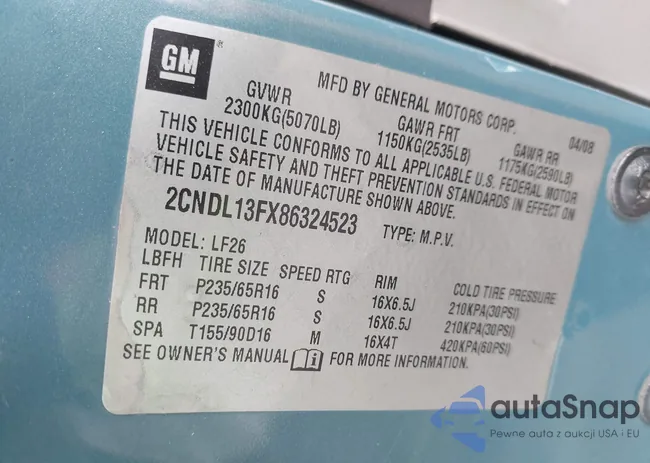 GM
MFD BY GENERAL MOTORS CORP. 04/08
GVWR GAWR FRT GAWR RR
2300KG(5070LB) 1150KG(2535LB) 1175KG(2590LB)
THIS VEHICLE CONFORMS TO ALL APPLICABLE U.S. FEDERAL MOTOR
VEHICLE SAFETY AND THEFT PREVENTION STANDARDS IN EFFECT ON
THE DATE OF MANUFACTURE SHOWN ABOVE.
2CNDL13FX86324523 TYPE: M.P.V.
MODEL: LF26
LBFH TIRE SIZE SPEED RTG RIM COLD TIRE PRESSURE
FRT P235/65R16 S 16X6.5J 210KPA(30PSI)
RR P235/65R16 S 16X6.5J 210KPA(30PSI)
SPA T155/90D16 M 16X4T 420KPA(60PSI)
SEE OWNER'S MANUAL i FOR MORE INFORMATION.
autaSnap
Pewne auta z aukcji USA i EU